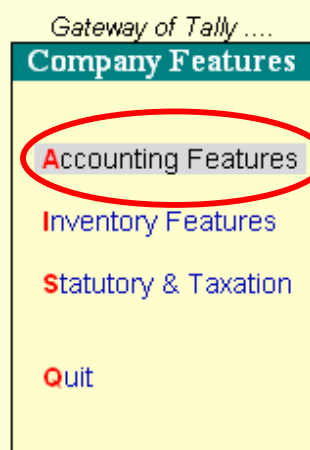 Gateway of Tally ....
Company Features
Accounting Features
Inventory Features
Statutory & Taxation
Quit